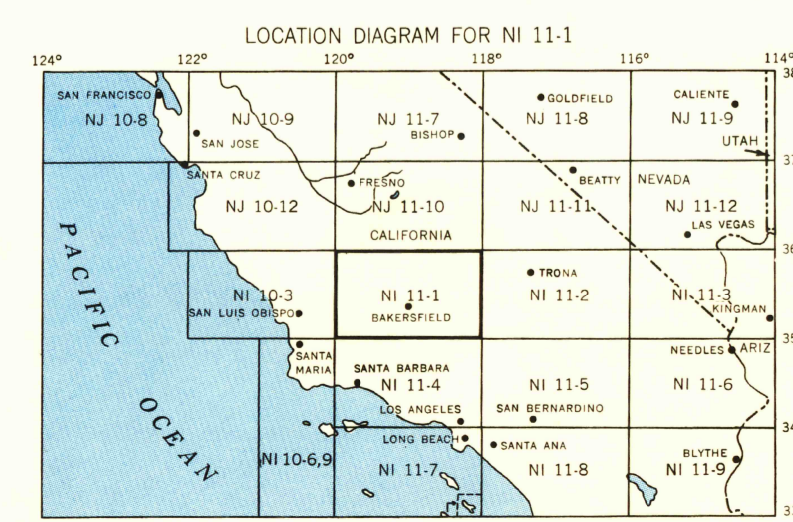 LOCATION DIAGRAM FOR NI 11-1
124° 122° 120° 118° 116° 114°
38
SAN FRANCISCO
NJ 10-8
NJ 10-9
SAN JOSE
NJ 11-7
BISHOP
GOLDFIELD
NJ 11-8
CALIENTE
NJ 11-9
UTAH
37
SANTA CRUZ
NJ 10-12
FRESNO
NJ 11-10
CALIFORNIA
BEATTY
NEVADA
NJ 11-11
NJ 11-12
LAS VEGAS
36
PACIFIC
OCEAN
NI 10-3
SAN LUIS OBISPO
NI 11-1
BAKERSFIELD
TRONA
NI 11-2
NI 11-3
KINGMAN
35
SANTA
MARIA
SANTA BARBARA
NI 11-4
LOS ANGELES
NI 11-5
SAN BERNARDINO
NEEDLES
ARIZ
NI 11-6
34
NI 10-6,9
LONG BEACH
NI 11-7
SANTA ANA
NI 11-8
BLYTHE
NI 11-9